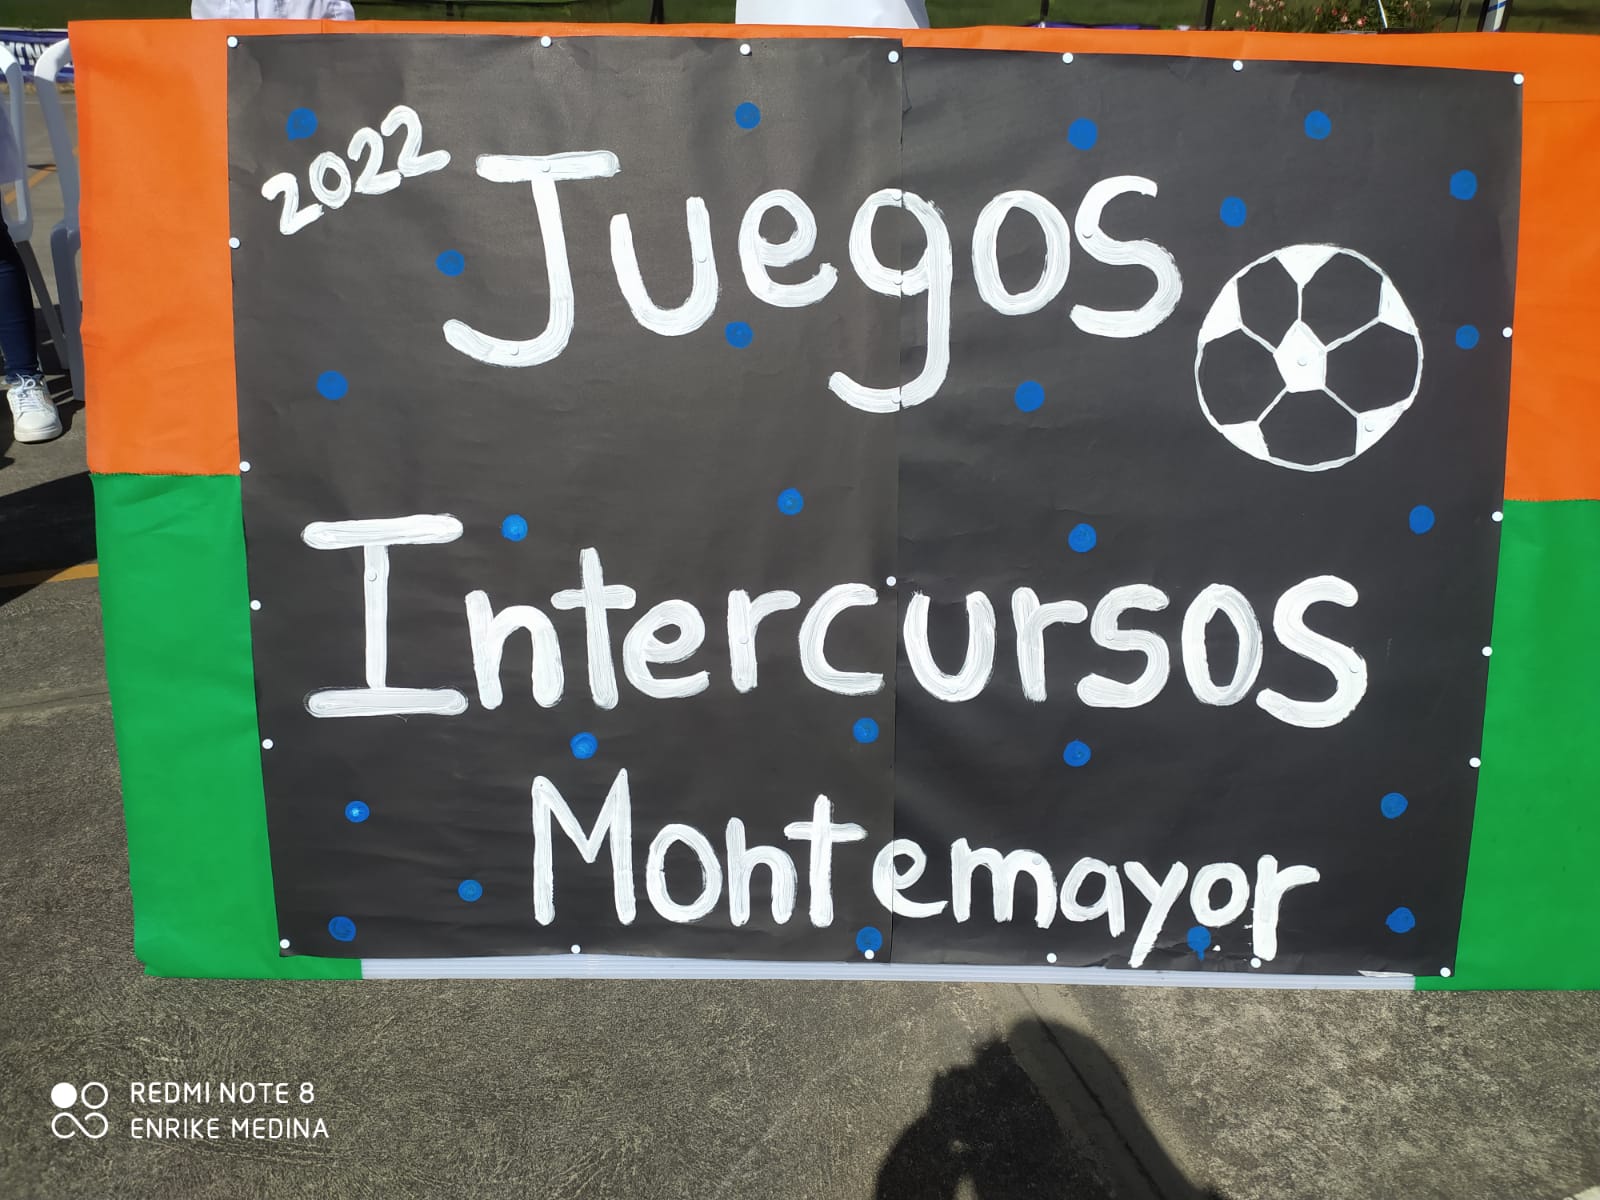 2022
Juegos
Intercursos
Montemayor
REDMI NOTE 8
ENRIKE MEDINA